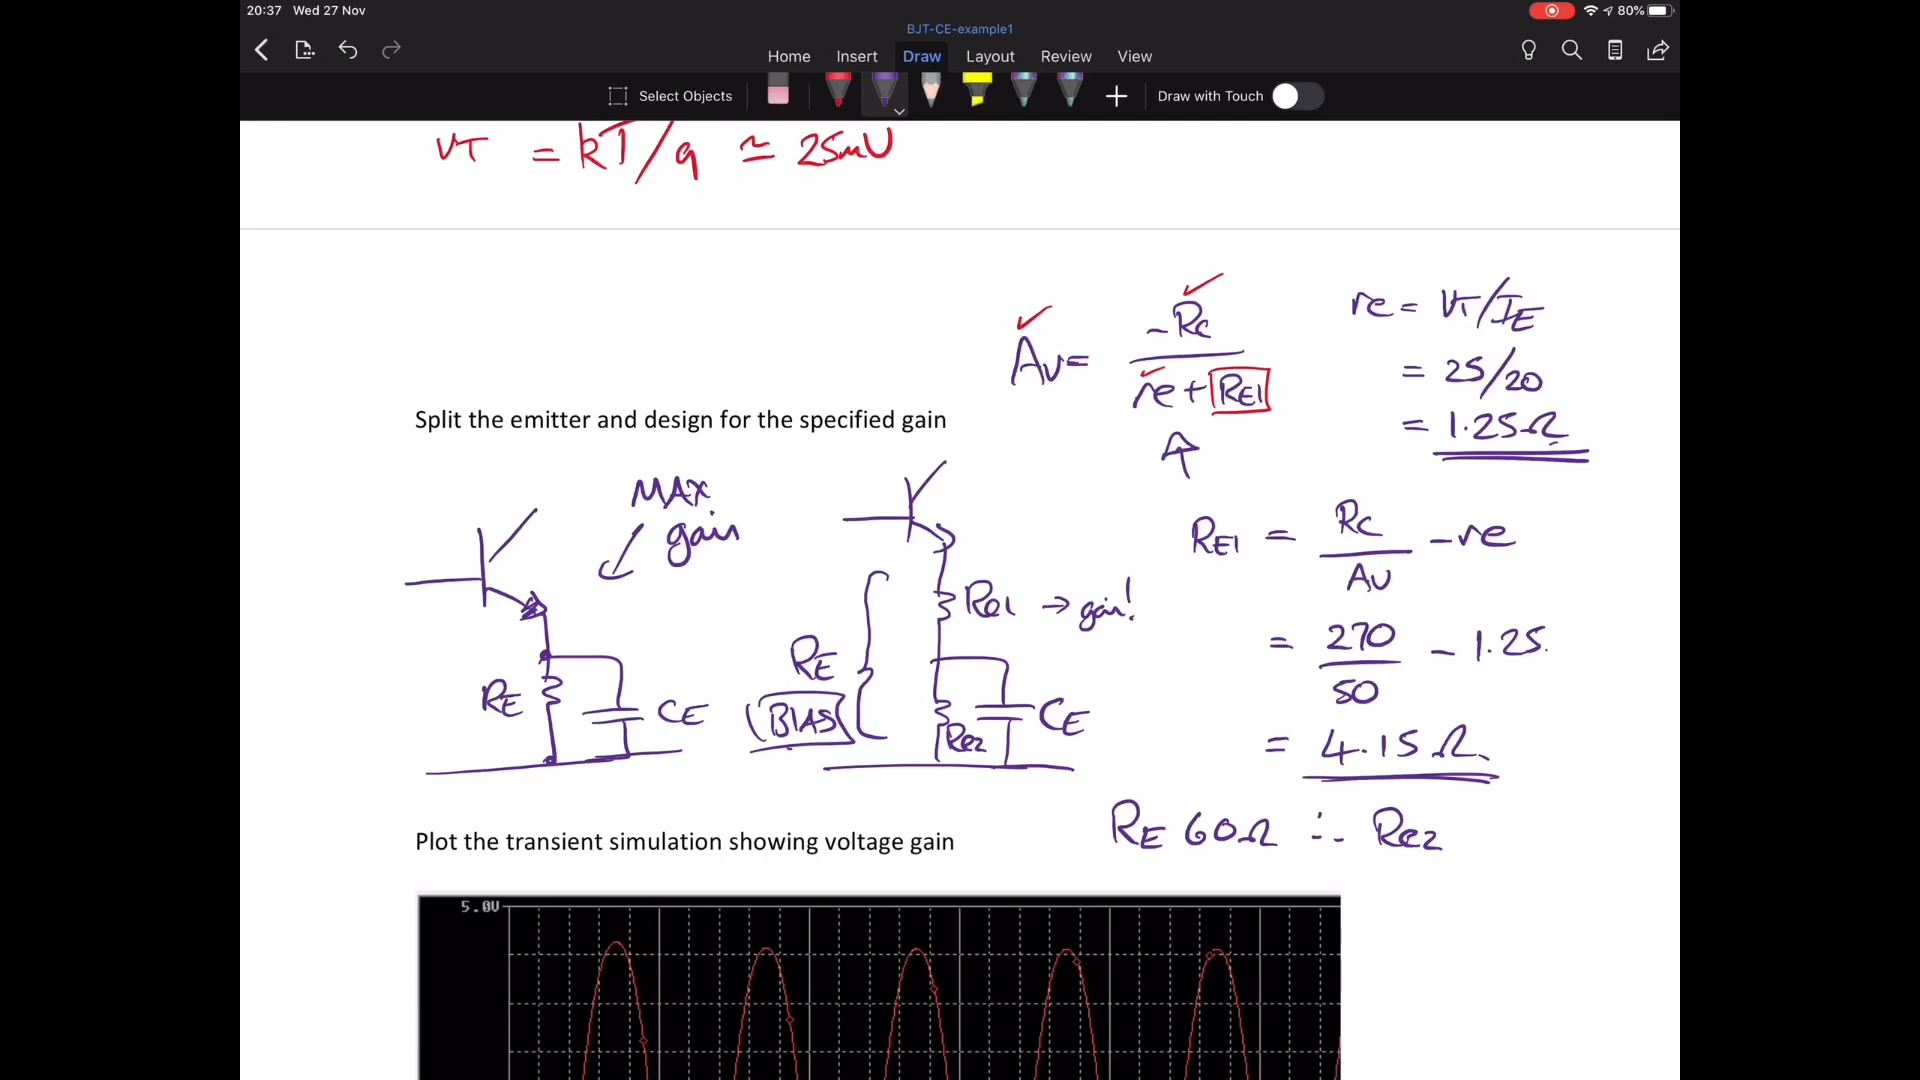 20:37 Wed 27 Nov
80%
BJT-CE-example1
Home Insert Draw Layout Review View
Select Objects
Draw with Touch
VT = kT/q ≃ 25mV
Av = -Rc / re + RE1
re = VT/IE
= 25/20
= 1.25Ω
Split the emitter and design for the specified gain
MAX
gain
RE
CE
RE
(BIAS)
Re1 → gain!
Re2
CE
RE1 = Rc / Av - re
= 270 / 50 - 1.25.
= 4.15Ω
RE 60Ω ∴ Re2
Plot the transient simulation showing voltage gain
5.0V